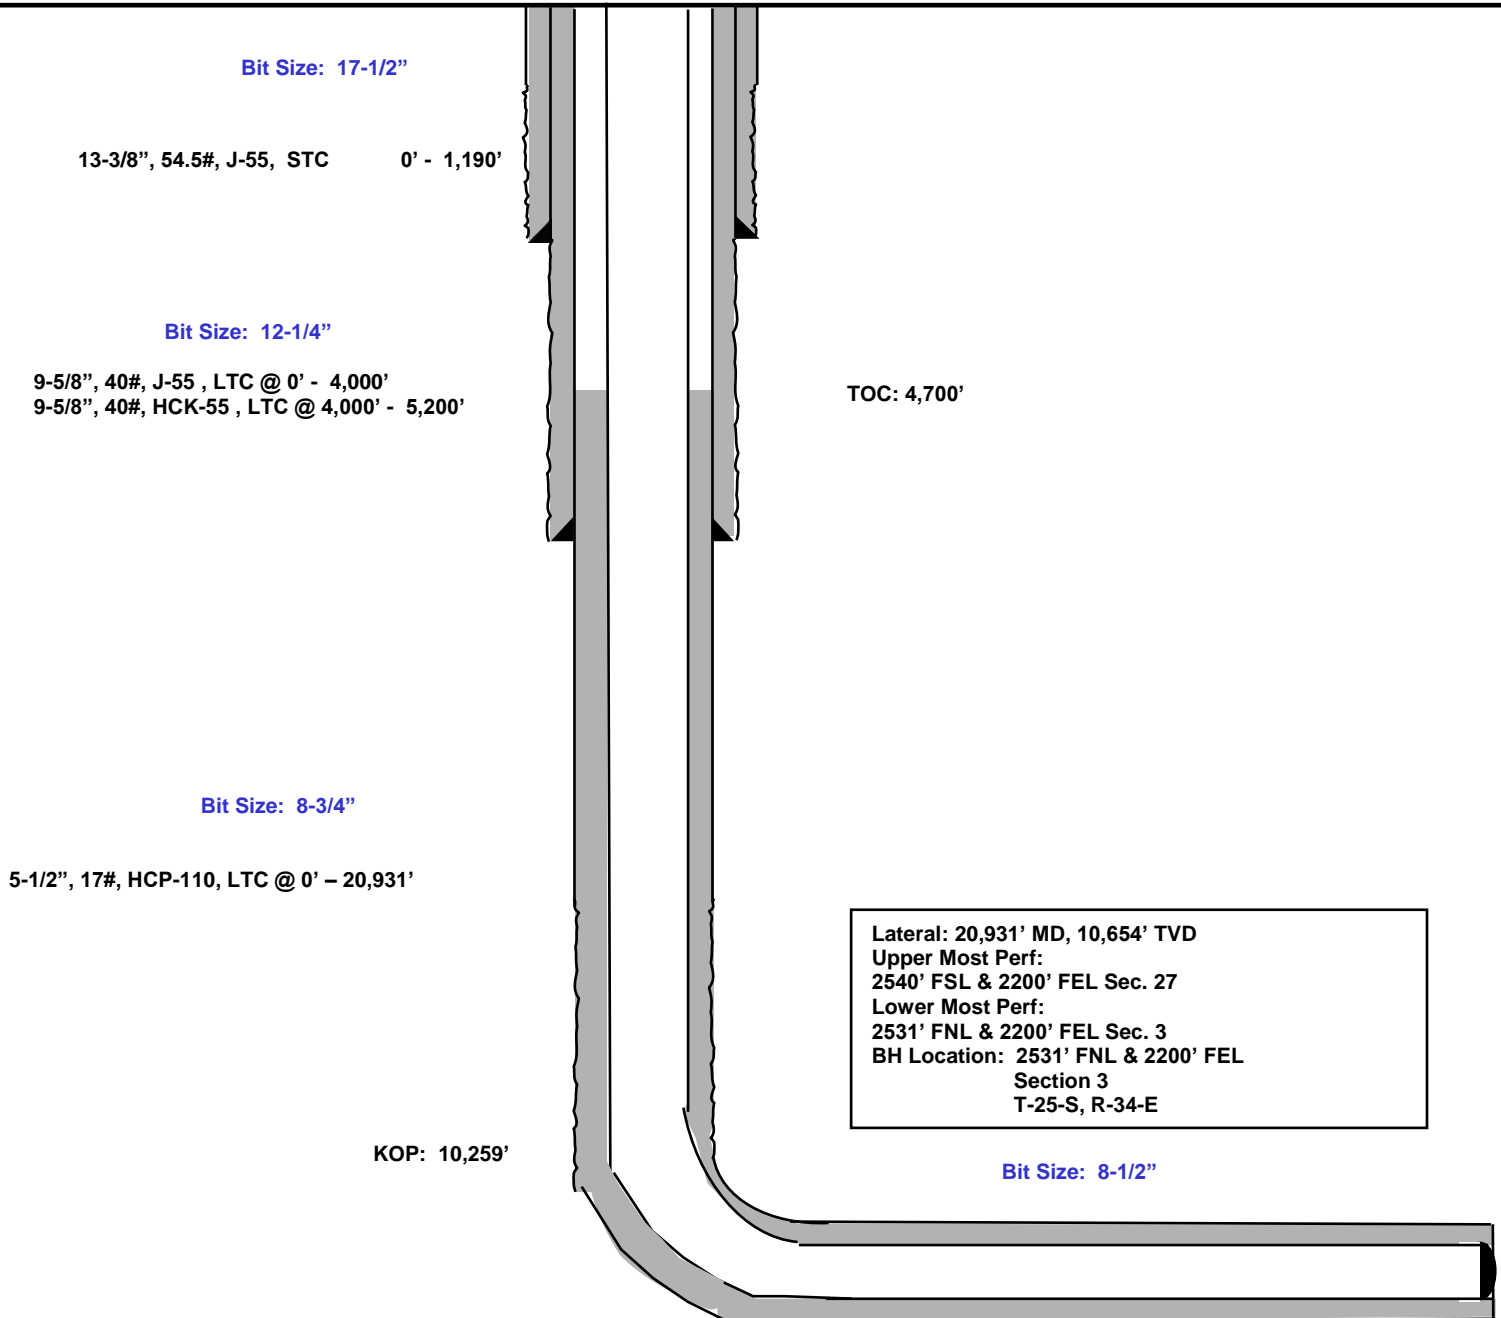 Bit Size: 17-1/2”
13-3/8”, 54.5#, J-55, STC 0’ - 1,190’
Bit Size: 12-1/4”
9-5/8”, 40#, J-55 , LTC @ 0’ - 4,000’
9-5/8”, 40#, HCK-55 , LTC @ 4,000’ - 5,200’
TOC: 4,700’
Bit Size: 8-3/4”
5-1/2”, 17#, HCP-110, LTC @ 0’ – 20,931’
Lateral: 20,931’ MD, 10,654’ TVD
Upper Most Perf:
2540’ FSL & 2200’ FEL Sec. 27
Lower Most Perf:
2531’ FNL & 2200’ FEL Sec. 3
BH Location: 2531’ FNL & 2200’ FEL
Section 3
T-25-S, R-34-E
KOP: 10,259’
Bit Size: 8-1/2”